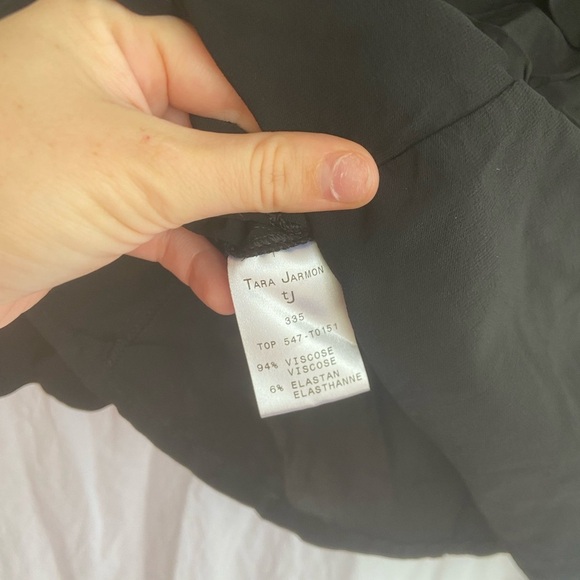 TARA JARMON
tJ
335
TOP 547-T0151
94% VISCOSE
VISCOSE
6% ELASTAN
ELASTHANNE